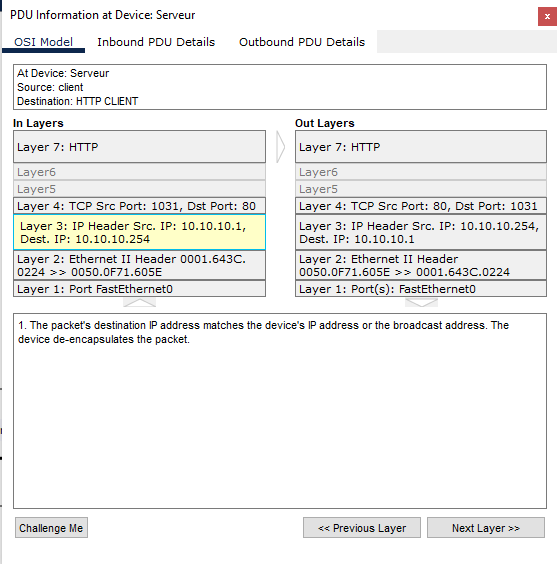 PDU Information at Device: Serveur
x
OSI Model Inbound PDU Details Outbound PDU Details
At Device: Serveur
Source: client
Destination: HTTP CLIENT
In Layers
Layer 7: HTTP
Layer6
Layer5
Layer 4: TCP Src Port: 1031, Dst Port: 80
Layer 3: IP Header Src. IP: 10.10.10.1,
Dest. IP: 10.10.10.254
Layer 2: Ethernet II Header 0001.643C.
0224 >> 0050.0F71.605E
Layer 1: Port FastEthernet0
Out Layers
Layer 7: HTTP
Layer6
Layer5
Layer 4: TCP Src Port: 80, Dst Port: 1031
Layer 3: IP Header Src. IP: 10.10.10.254,
Dest. IP: 10.10.10.1
Layer 2: Ethernet II Header
0050.0F71.605E >> 0001.643C.0224
Layer 1: Port(s): FastEthernet0
1. The packet's destination IP address matches the device's IP address or the broadcast address. The
device de-encapsulates the packet.
Challenge Me
<< Previous Layer
Next Layer >>